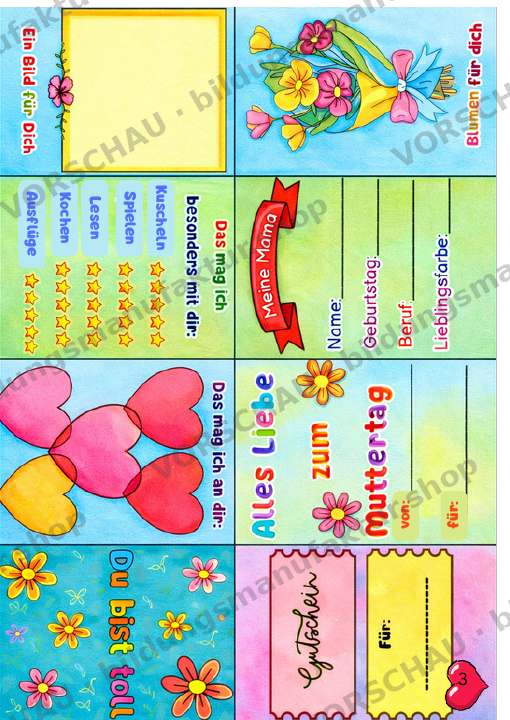 Ein Bild für Dich
Blumen für dich
Das mag ich
besonders mit dir:
Kuscheln
Spielen
Lesen
Kochen
Ausflüge
Meine Mama
Name:
Geburtstag:
Beruf:
Lieblingsfarbe:
Das mag ich an dir:
Alles Liebe
zum
Muttertag
von:
für:
Du bist toll
Gutschein
Für:
3
VORSCHAU · bildungsmanufaktur.shop